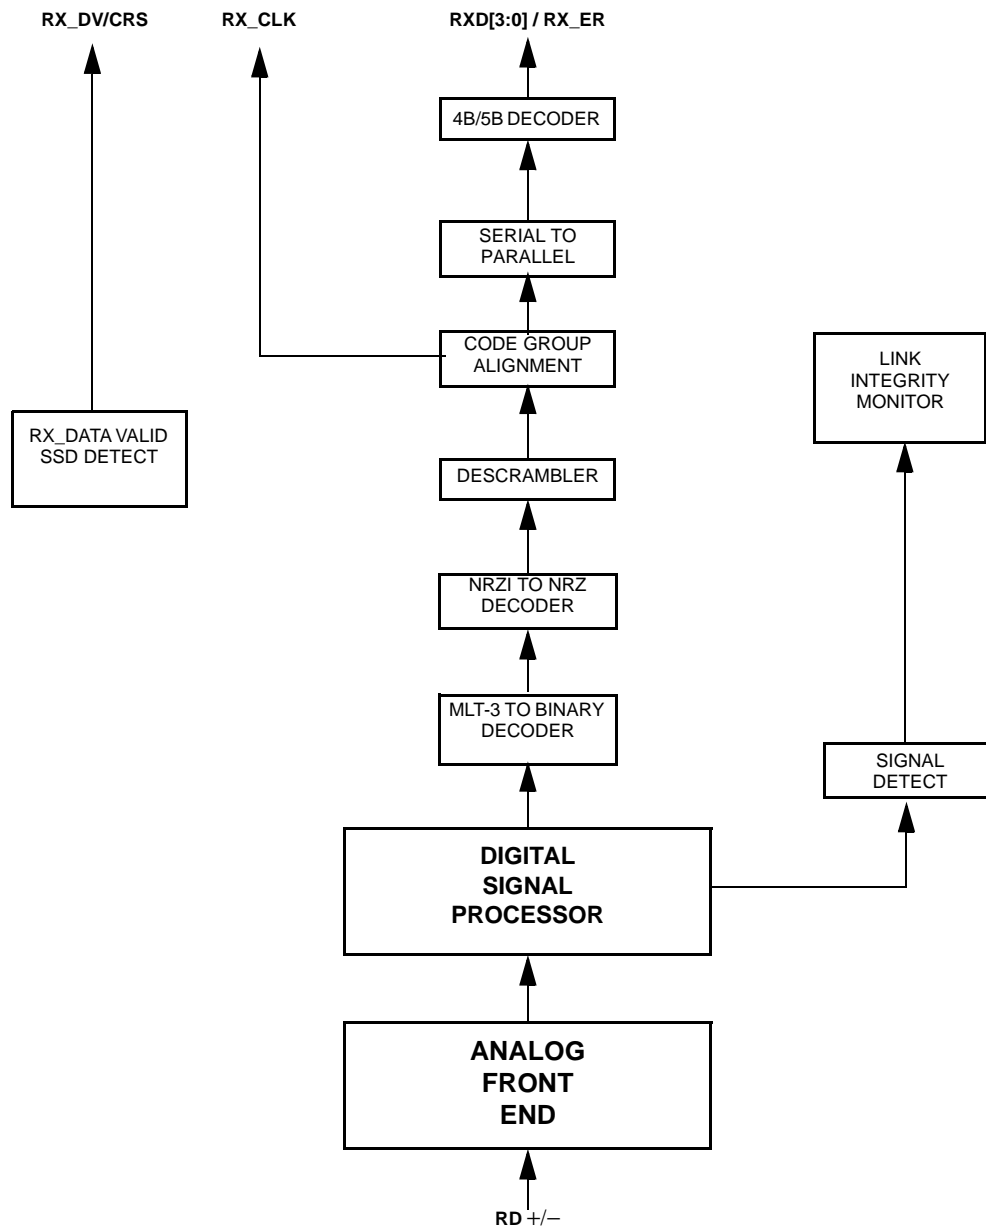 RX_DV/CRS
RX_CLK
RXD[3:0] / RX_ER
4B/5B DECODER
SERIAL TO
PARALLEL
CODE GROUP
ALIGNMENT
LINK
INTEGRITY
MONITOR
RX_DATA VALID
SSD DETECT
DESCRAMBLER
NRZI TO NRZ
DECODER
MLT-3 TO BINARY
DECODER
SIGNAL
DETECT
DIGITAL
SIGNAL
PROCESSOR
ANALOG
FRONT
END
RD +/−